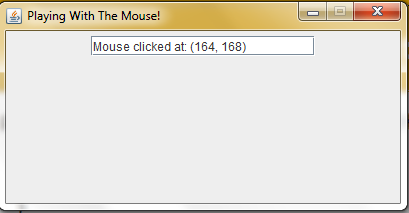 Playing With The Mouse!
Mouse clicked at: (164, 168)